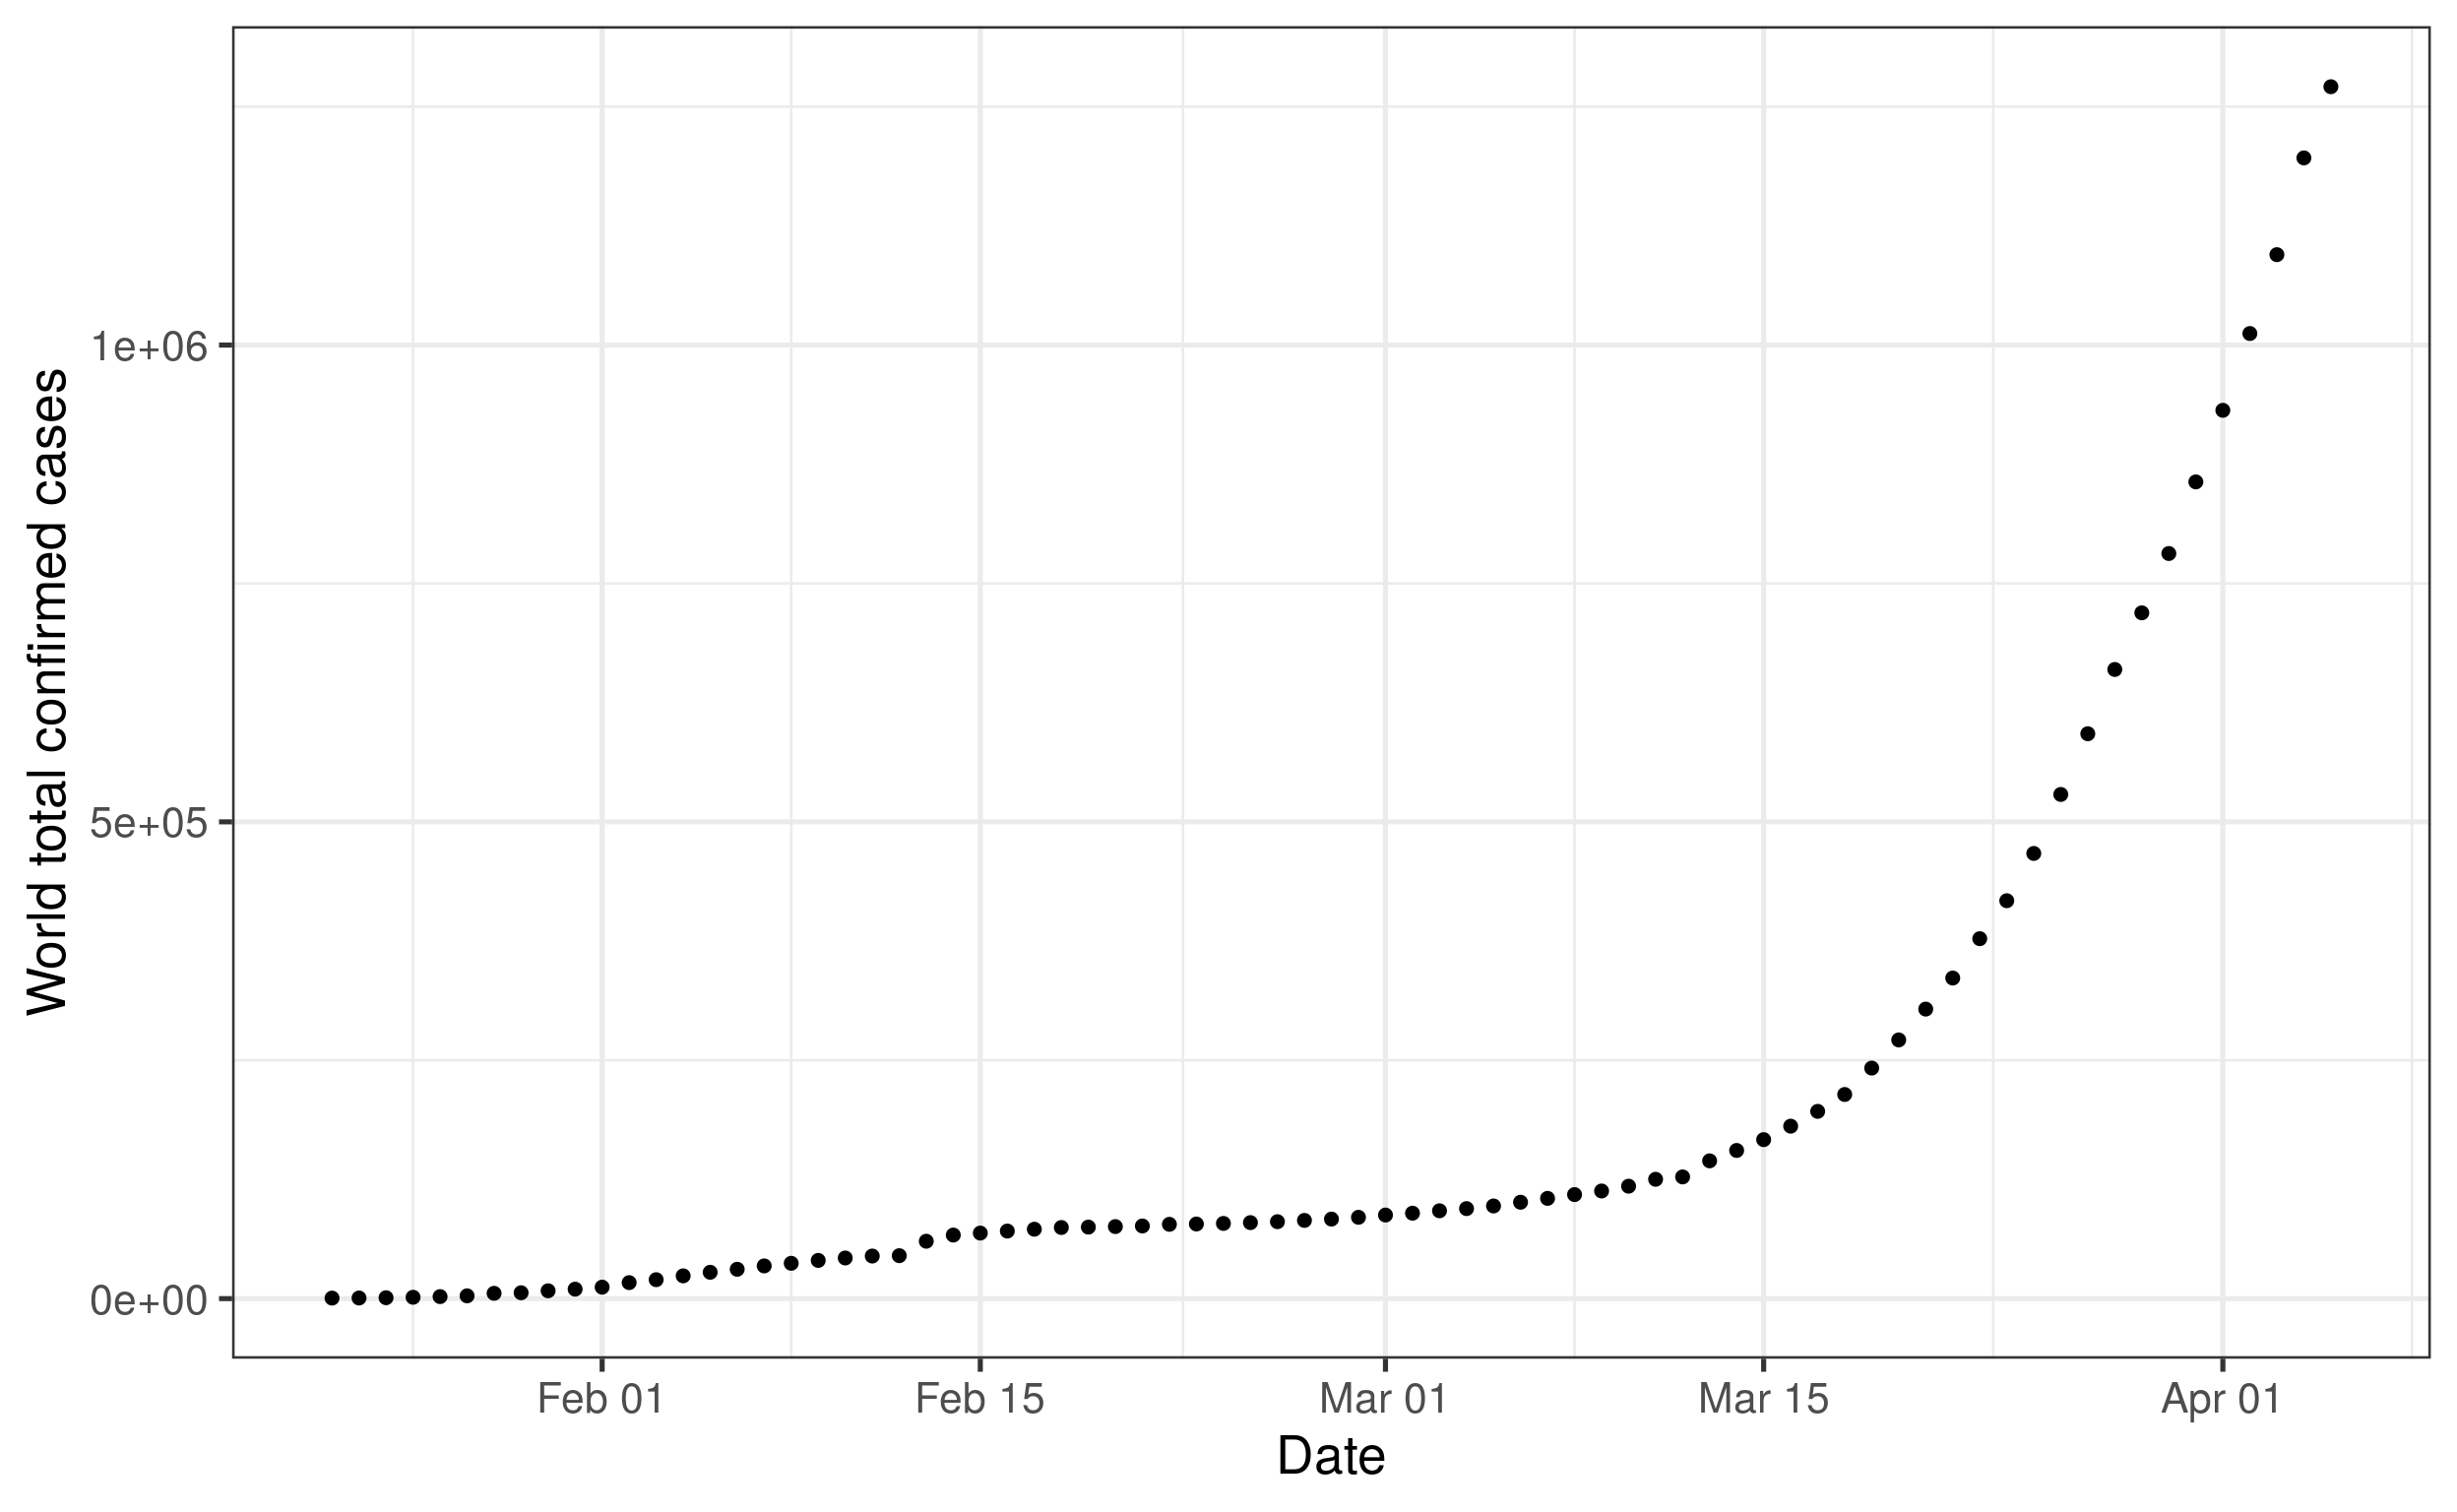 World total confirmed cases
1e+06
5e+05
0e+00
Feb 01
Feb 15
Mar 01
Mar 15
Apr 01
Date